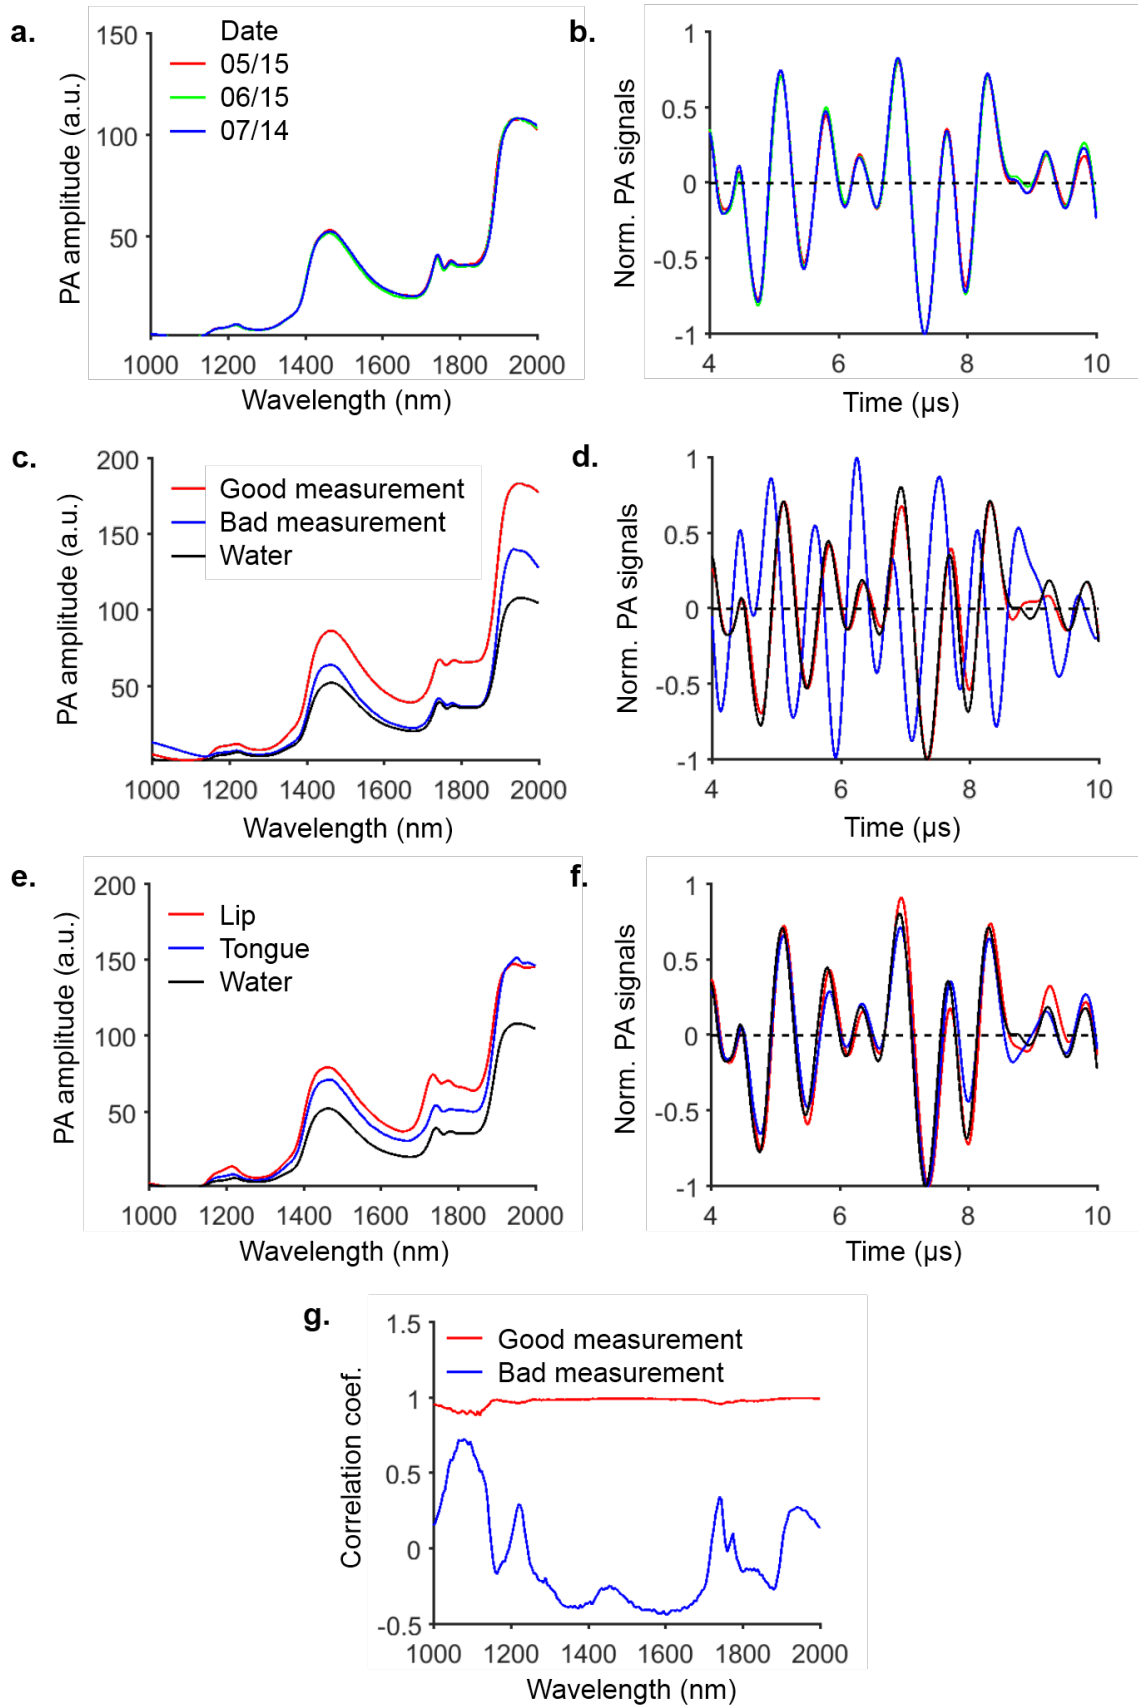 a.
PA amplitude (a.u.)
150
100
50
Date
05/15
06/15
07/14
1000 1200 1400 1600 1800 2000
Wavelength (nm)
b.
Norm. PA signals
1
0.5
0
-0.5
-1
4 6 8 10
Time (µs)
c.
PA amplitude (a.u.)
200
150
100
50
Good measurement
Bad measurement
Water
1000 1200 1400 1600 1800 2000
Wavelength (nm)
d.
Norm. PA signals
1
0.5
0
-0.5
-1
4 6 8 10
Time (µs)
e.
PA amplitude (a.u.)
200
150
100
50
Lip
Tongue
Water
1000 1200 1400 1600 1800 2000
Wavelength (nm)
f.
Norm. PA signals
1
0.5
0
-0.5
-1
4 6 8 10
Time (µs)
g.
Correlation coef.
1.5
1
0.5
0
-0.5
Good measurement
Bad measurement
1000 1200 1400 1600 1800 2000
Wavelength (nm)